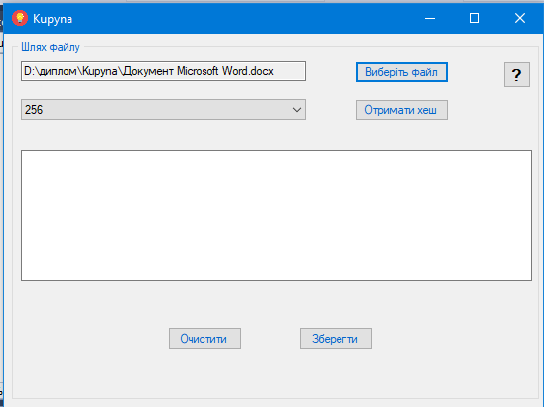 Kupyna
Шлях файлу
D:\диплом\Kupyna\Документ Microsoft Word.docx
Виберіть файл
?
256
Отримати хеш
Очистити
Зберегти